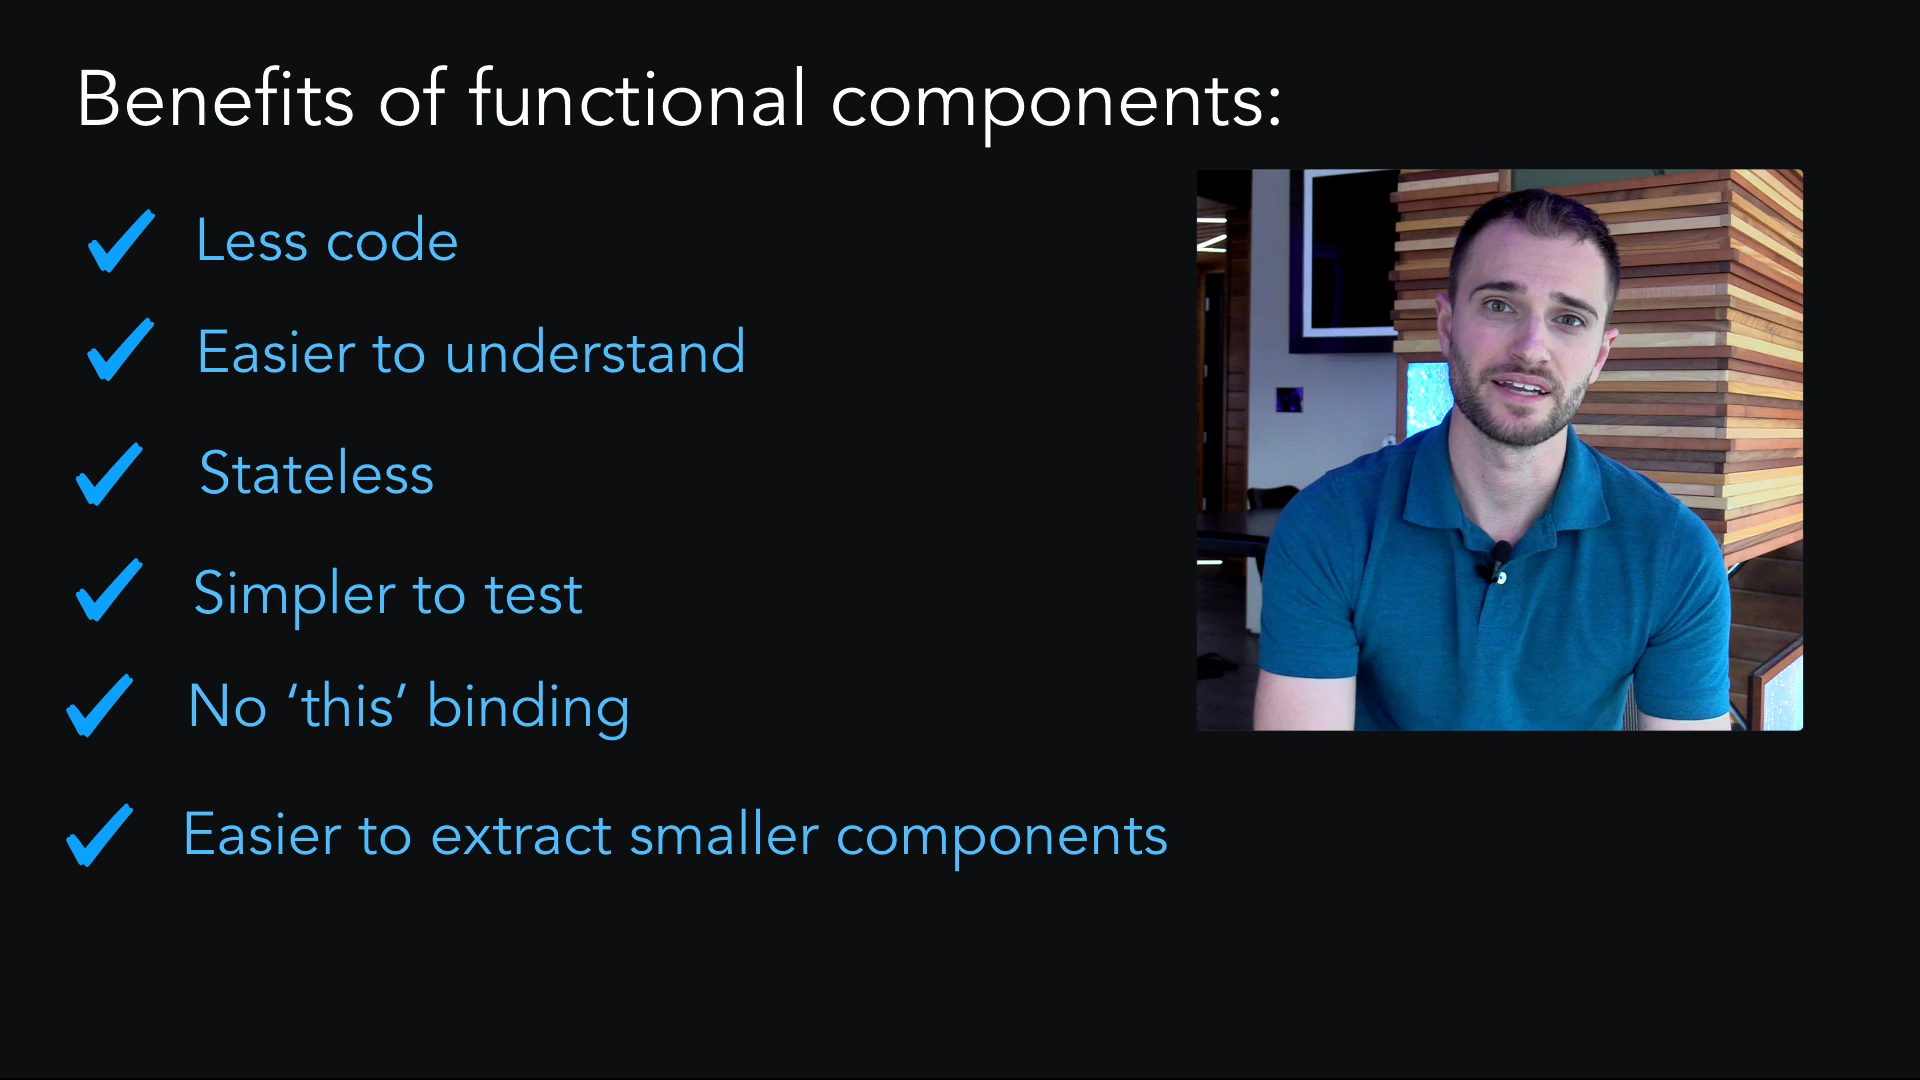 Benefits of functional components:
Less code
Easier to understand
Stateless
Simpler to test
No ‘this’ binding
Easier to extract smaller components